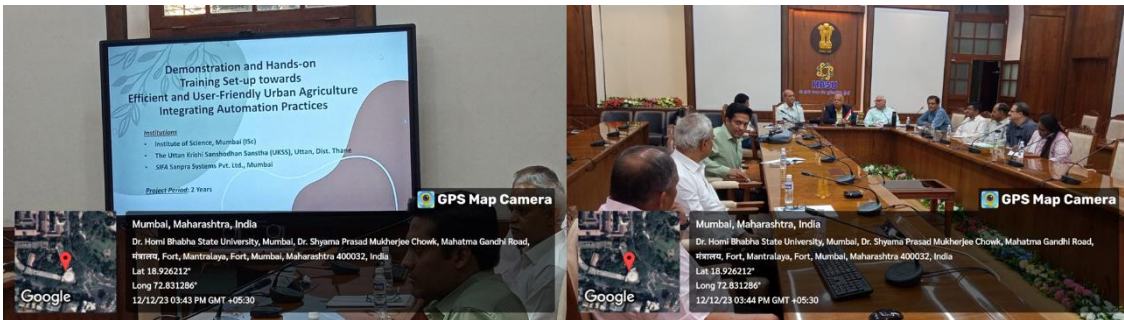 Demonstration and Hands-on
Training Set-up towards
Efficient and User-Friendly Urban Agriculture
Integrating Automation Practices
Institutions
• Institute of Science, Mumbai (ISc)
• The Uttan Krishi Sanshodhan Sanstha (UKSS), Uttan, Dist. Thane
• SIFA Sanpra Systems Pvt. Ltd., Mumbai
Project Period: 2 Years
GPS Map Camera
Mumbai, Maharashtra, India
Dr. Homi Bhabha State University, Mumbai, Dr. Shyama Prasad Mukherjee Chowk, Mahatma Gandhi Road,
मंत्रालय, Fort, Mantralaya, Fort, Mumbai, Maharashtra 400032, India
Lat 18.926212°
Long 72.831286°
12/12/23 03:43 PM GMT +05:30
Google
HBSU
GPS Map Camera
Mumbai, Maharashtra, India
Dr. Homi Bhabha State University, Mumbai, Dr. Shyama Prasad Mukherjee Chowk, Mahatma Gandhi Road,
मंत्रालय, Fort, Mantralaya, Fort, Mumbai, Maharashtra 400032, India
Lat 18.926212°
Long 72.831286°
12/12/23 03:44 PM GMT +05:30
Google